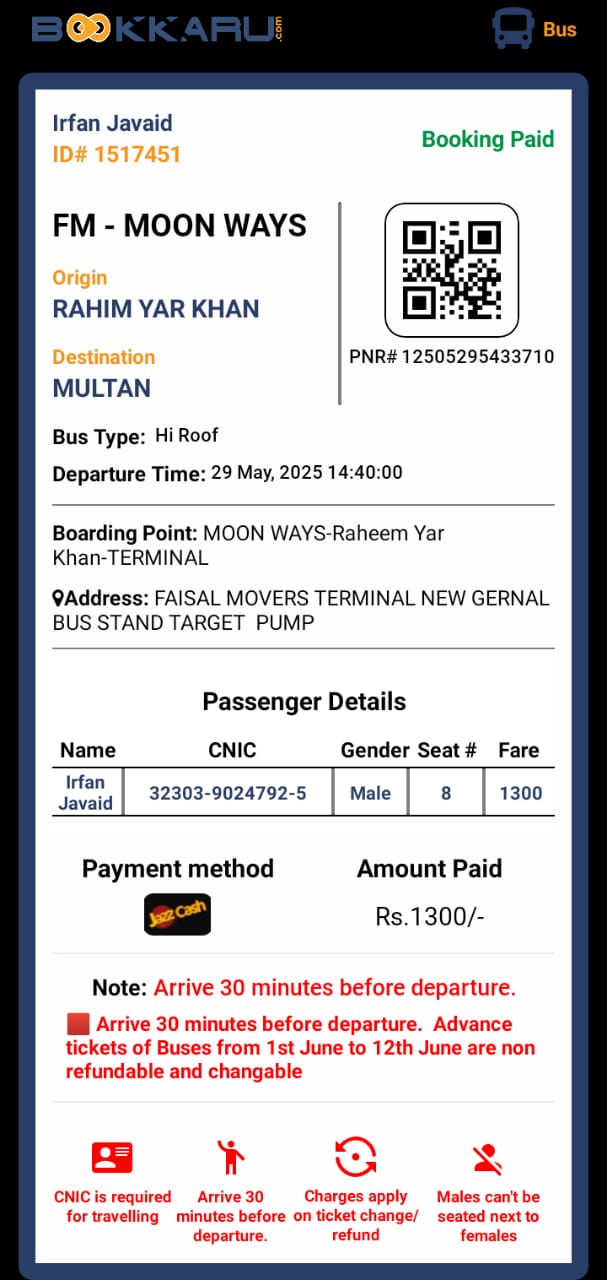 BOOKKARU.com
Bus
Irfan Javaid
ID# 1517451
Booking Paid
FM - MOON WAYS
Origin
RAHIM YAR KHAN
Destination
MULTAN
PNR# 12505295433710
Bus Type: Hi Roof
Departure Time: 29 May, 2025 14:40:00
Boarding Point: MOON WAYS-Raheem Yar
Khan-TERMINAL
Address: FAISAL MOVERS TERMINAL NEW GERNAL
BUS STAND TARGET PUMP
Passenger Details
Name CNIC Gender Seat # Fare
Irfan
Javaid 32303-9024792-5 Male 8 1300
Payment method Amount Paid
Jazz Cash Rs.1300/-
Note: Arrive 30 minutes before departure.
Arrive 30 minutes before departure. Advance
tickets of Buses from 1st June to 12th June are non
refundable and changable
CNIC is required
for travelling
Arrive 30
minutes before
departure.
Charges apply
on ticket change/
refund
Males can't be
seated next to
females